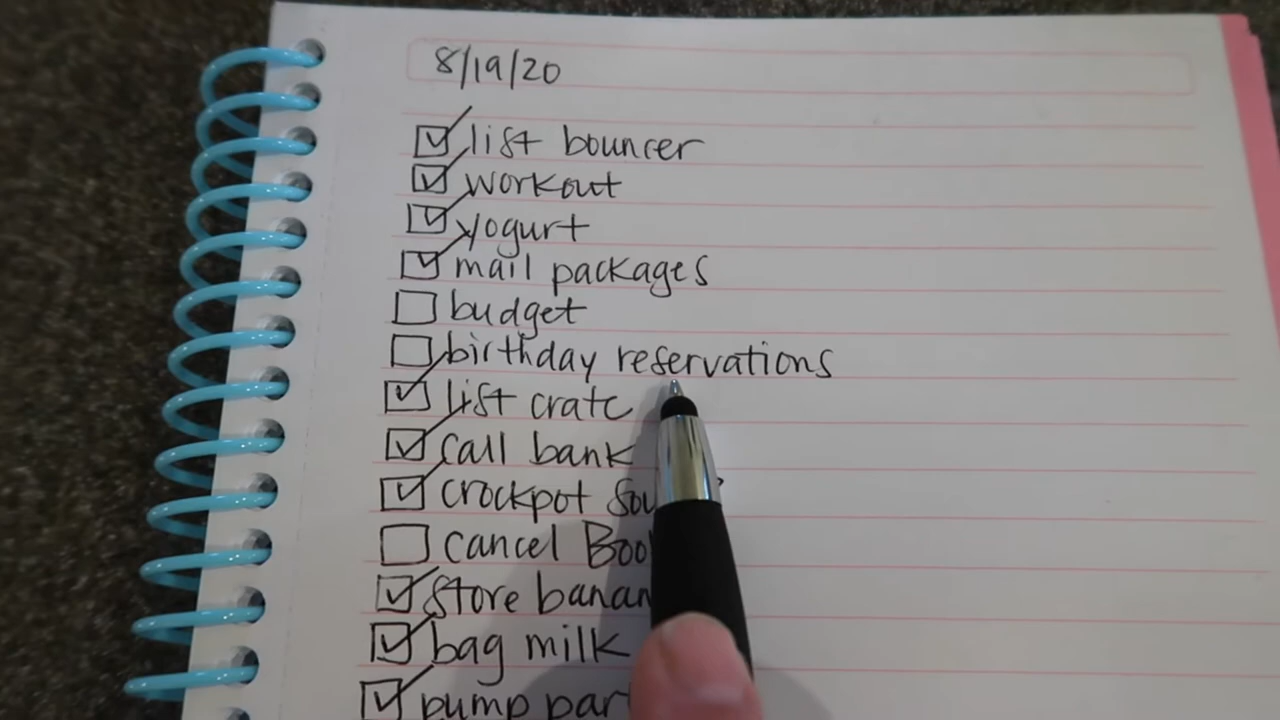 8/19/20
list bouncer
workout
yogurt
mail packages
budget
birthday reservations
list crate
call bank
crockpot
cancel
store
bag milk
pump